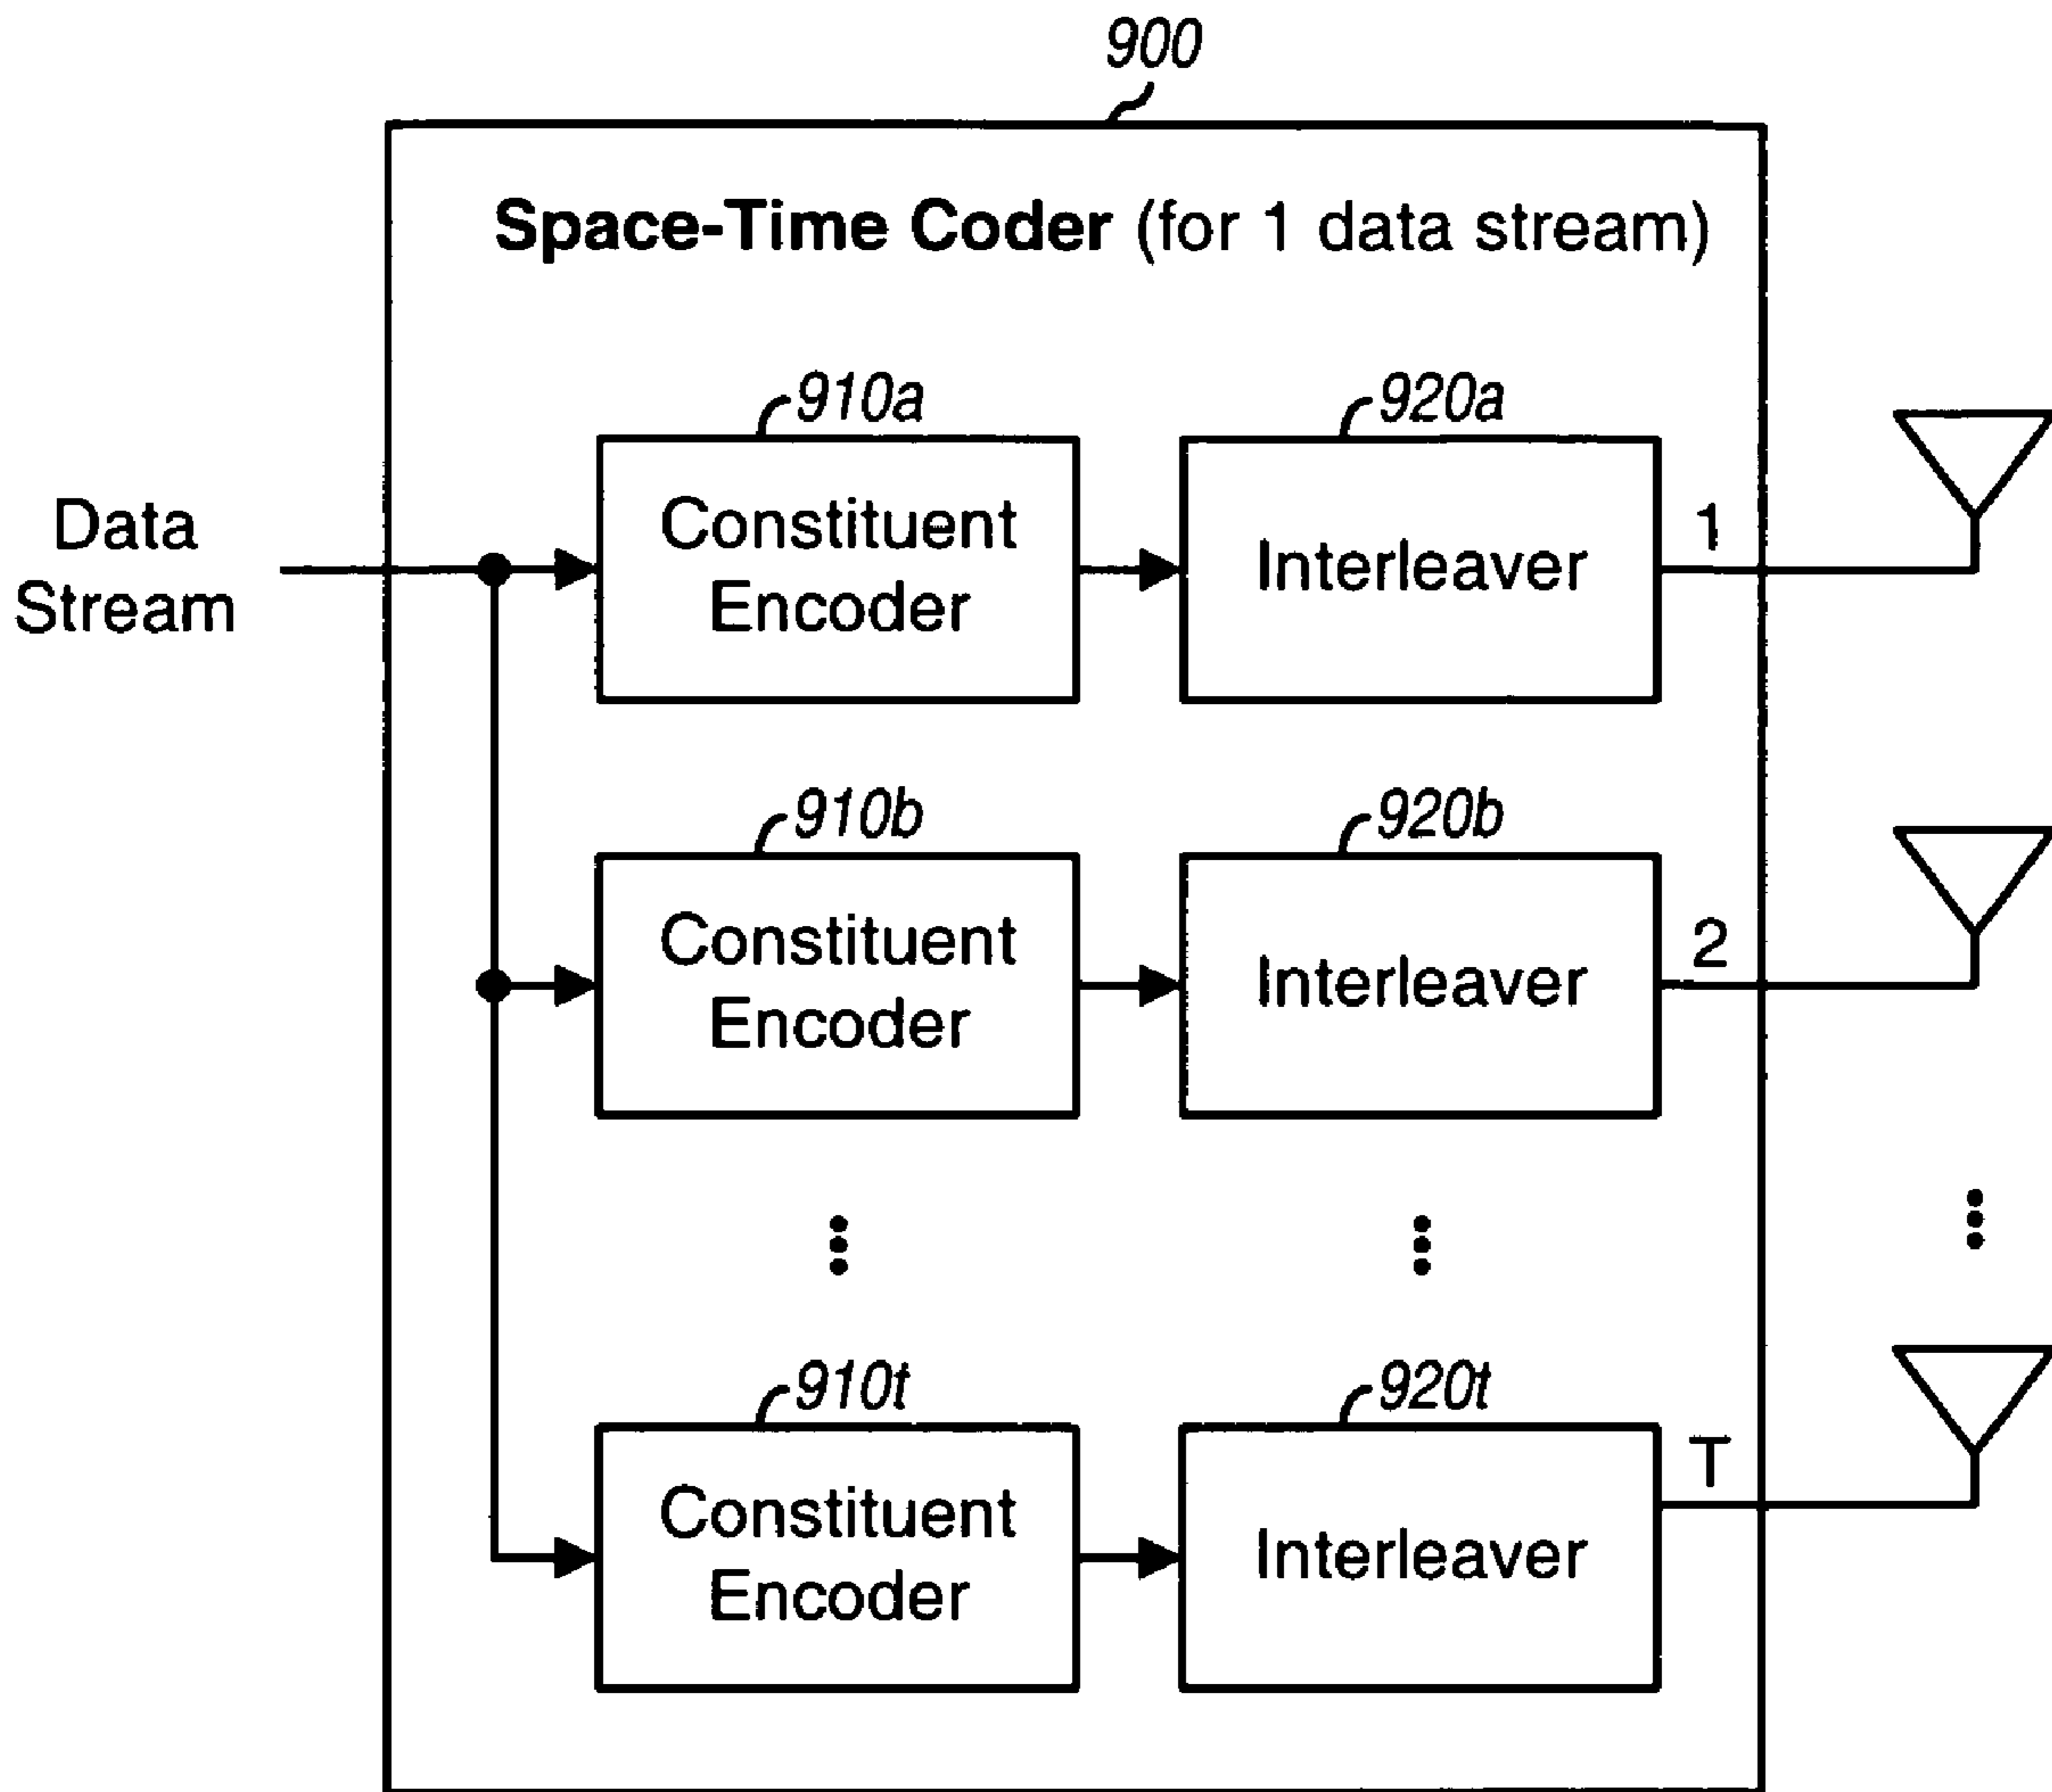 900
Space-Time Coder (for 1 data stream)
910a
920a
Data
Stream
Constituent
Encoder
Interleaver
1
910b
920b
Constituent
Encoder
Interleaver
2
910t
920t
Constituent
Encoder
Interleaver
T